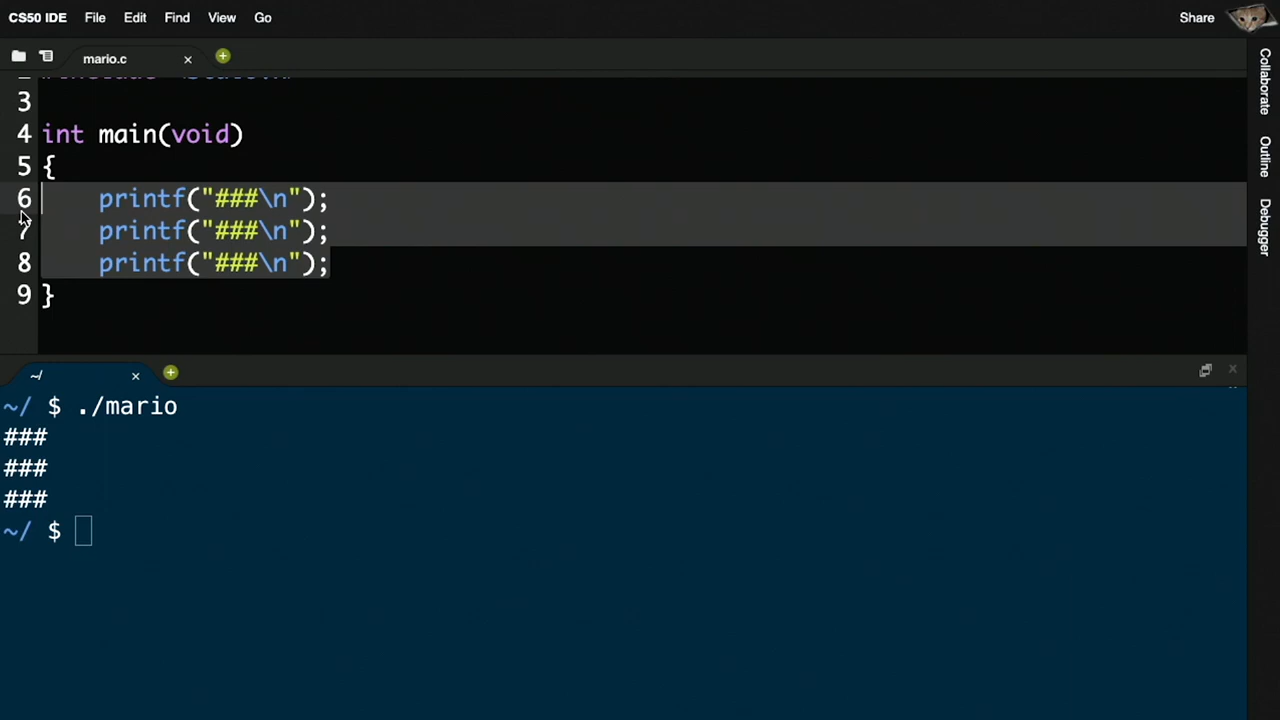 CS50 IDE File Edit Find View Go Share
mario.c
3
4 int main(void)
5 {
6 printf("###\n");
7 printf("###\n");
8 printf("###\n");
9 }
~/
~/ $ ./mario
###
###
###
~/ $
Collaborate
Outline
Debugger